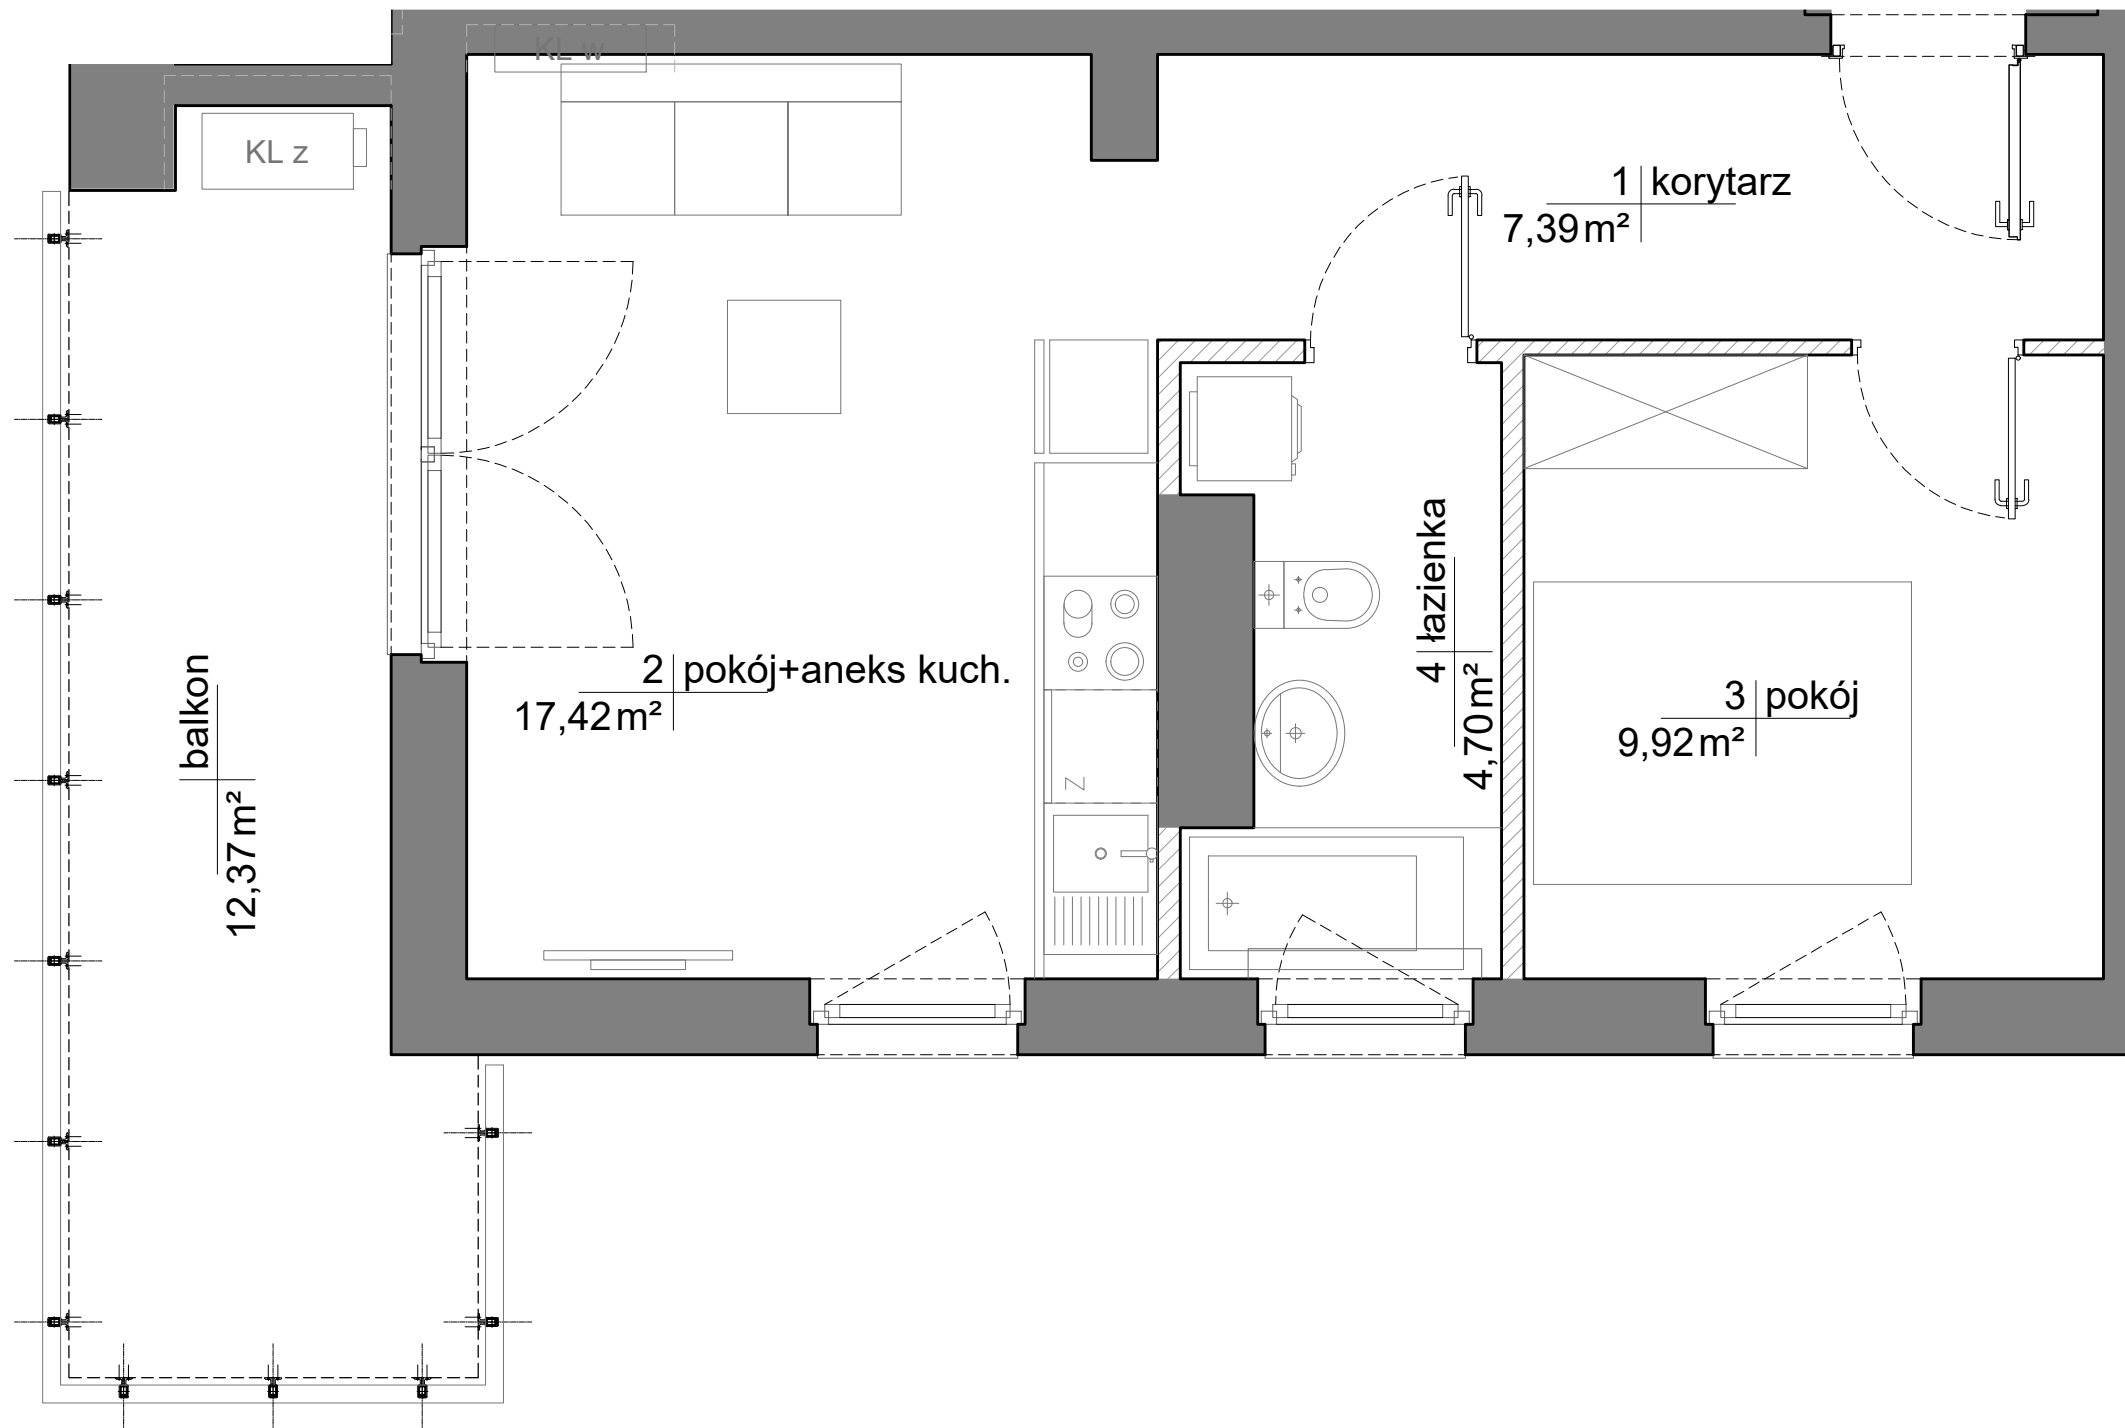 KL w
KL z
1 korytarz
7,39 m²
2 pokój+aneks kuch.
17,42 m²
4 łazienka
4,70 m²
3 pokój
9,92 m²
balkon
12,37 m²
Z